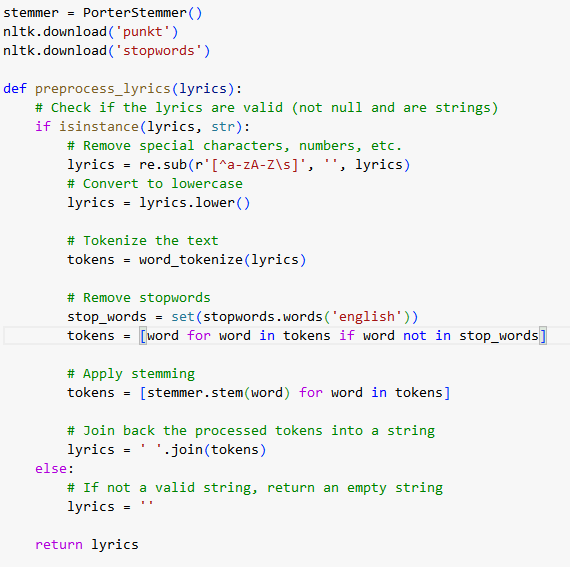 stemmer = PorterStemmer()
nltk.download('punkt')
nltk.download('stopwords')

def preprocess_lyrics(lyrics):
    # Check if the lyrics are valid (not null and are strings)
    if isinstance(lyrics, str):
        # Remove special characters, numbers, etc.
        lyrics = re.sub(r'[^a-zA-Z\s]', '', lyrics)
        # Convert to lowercase
        lyrics = lyrics.lower()

        # Tokenize the text
        tokens = word_tokenize(lyrics)

        # Remove stopwords
        stop_words = set(stopwords.words('english'))
        tokens = [word for word in tokens if word not in stop_words]

        # Apply stemming
        tokens = [stemmer.stem(word) for word in tokens]

        # Join back the processed tokens into a string
        lyrics = ' '.join(tokens)
    else:
        # If not a valid string, return an empty string
        lyrics = ''

    return lyrics